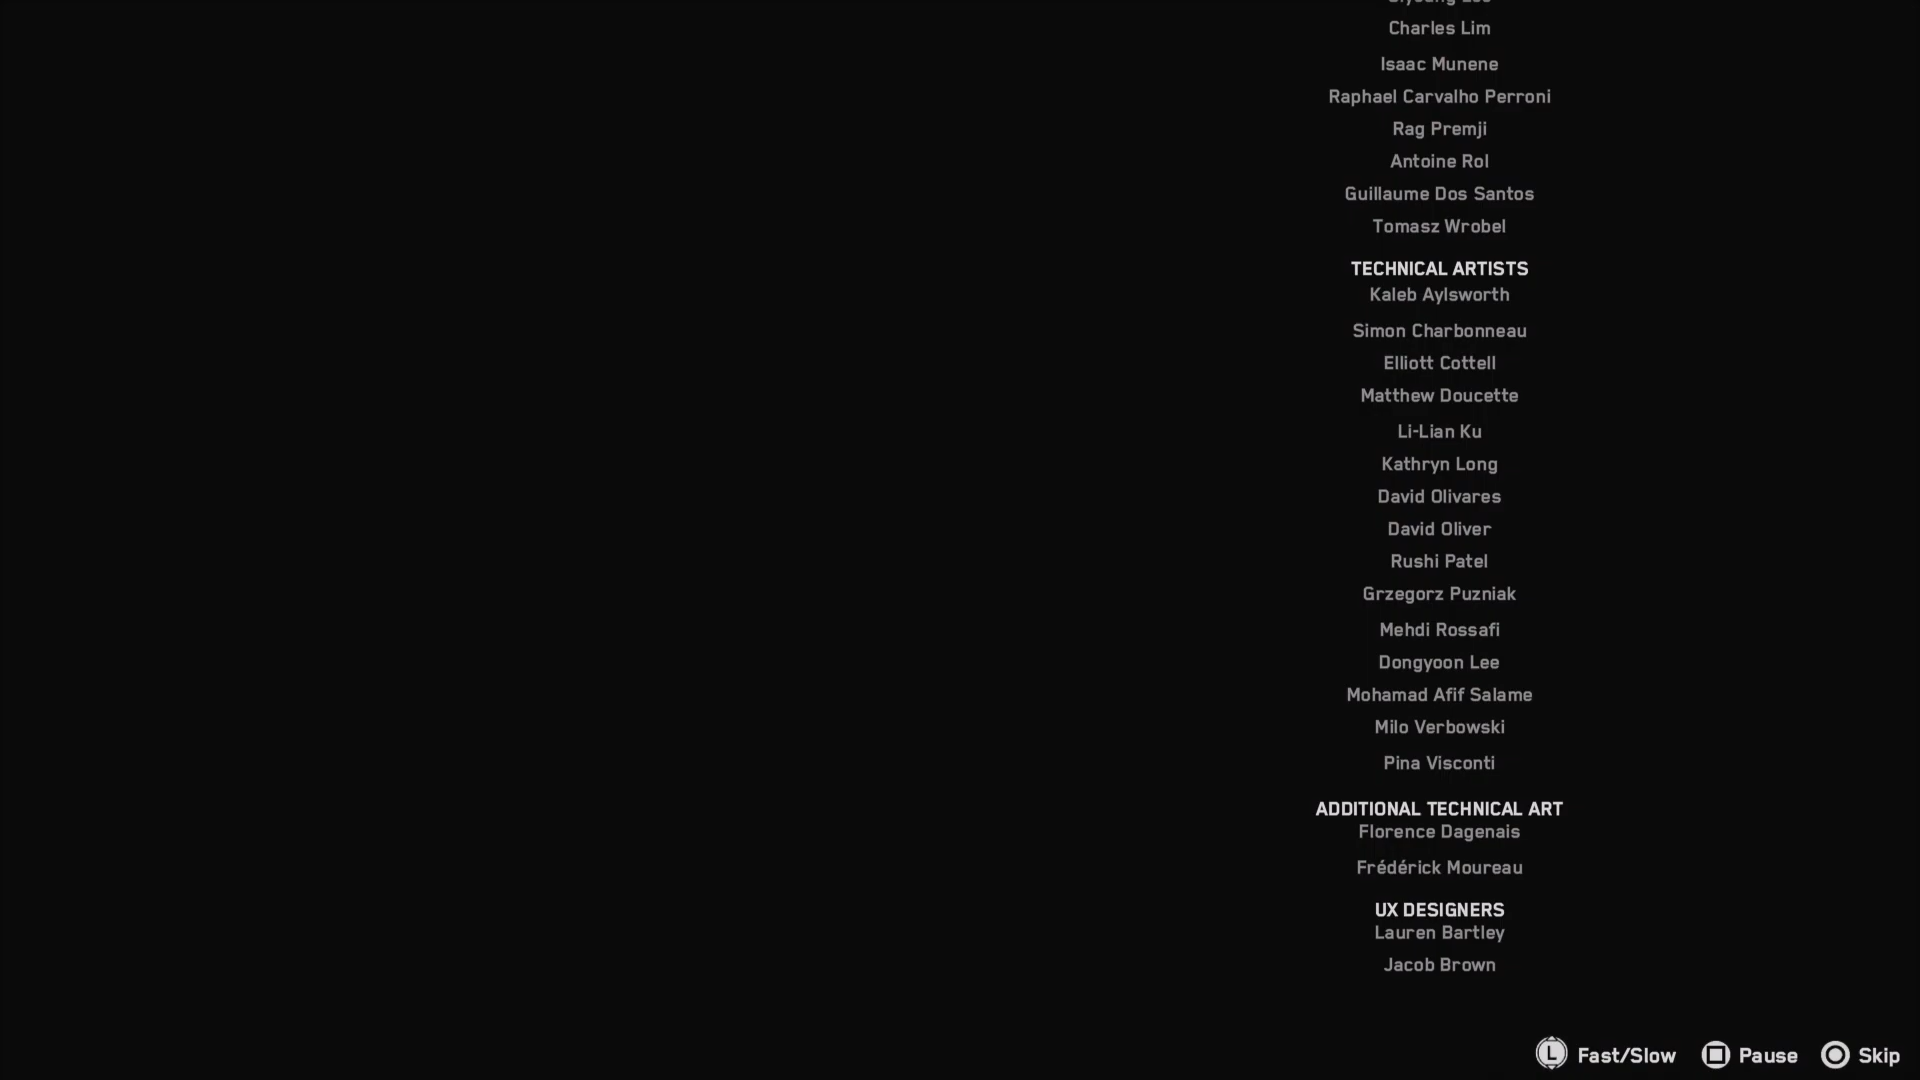 Charles Lim
Isaac Munene
Raphael Carvalho Perroni
Rag Premji
Antoine Rol
Guillaume Dos Santos
Tomasz Wrobel
TECHNICAL ARTISTS
Kaleb Aylsworth
Simon Charbonneau
Elliott Cottell
Matthew Doucette
Li-Lian Ku
Kathryn Long
David Olivares
David Oliver
Rushi Patel
Grzegorz Puzniak
Mehdi Rossafi
Dongyoon Lee
Mohamad Afif Salame
Milo Verbowski
Pina Visconti
ADDITIONAL TECHNICAL ART
Florence Dagenais
Frédérick Moureau
UX DESIGNERS
Lauren Bartley
Jacob Brown
L Fast/Slow Pause Skip